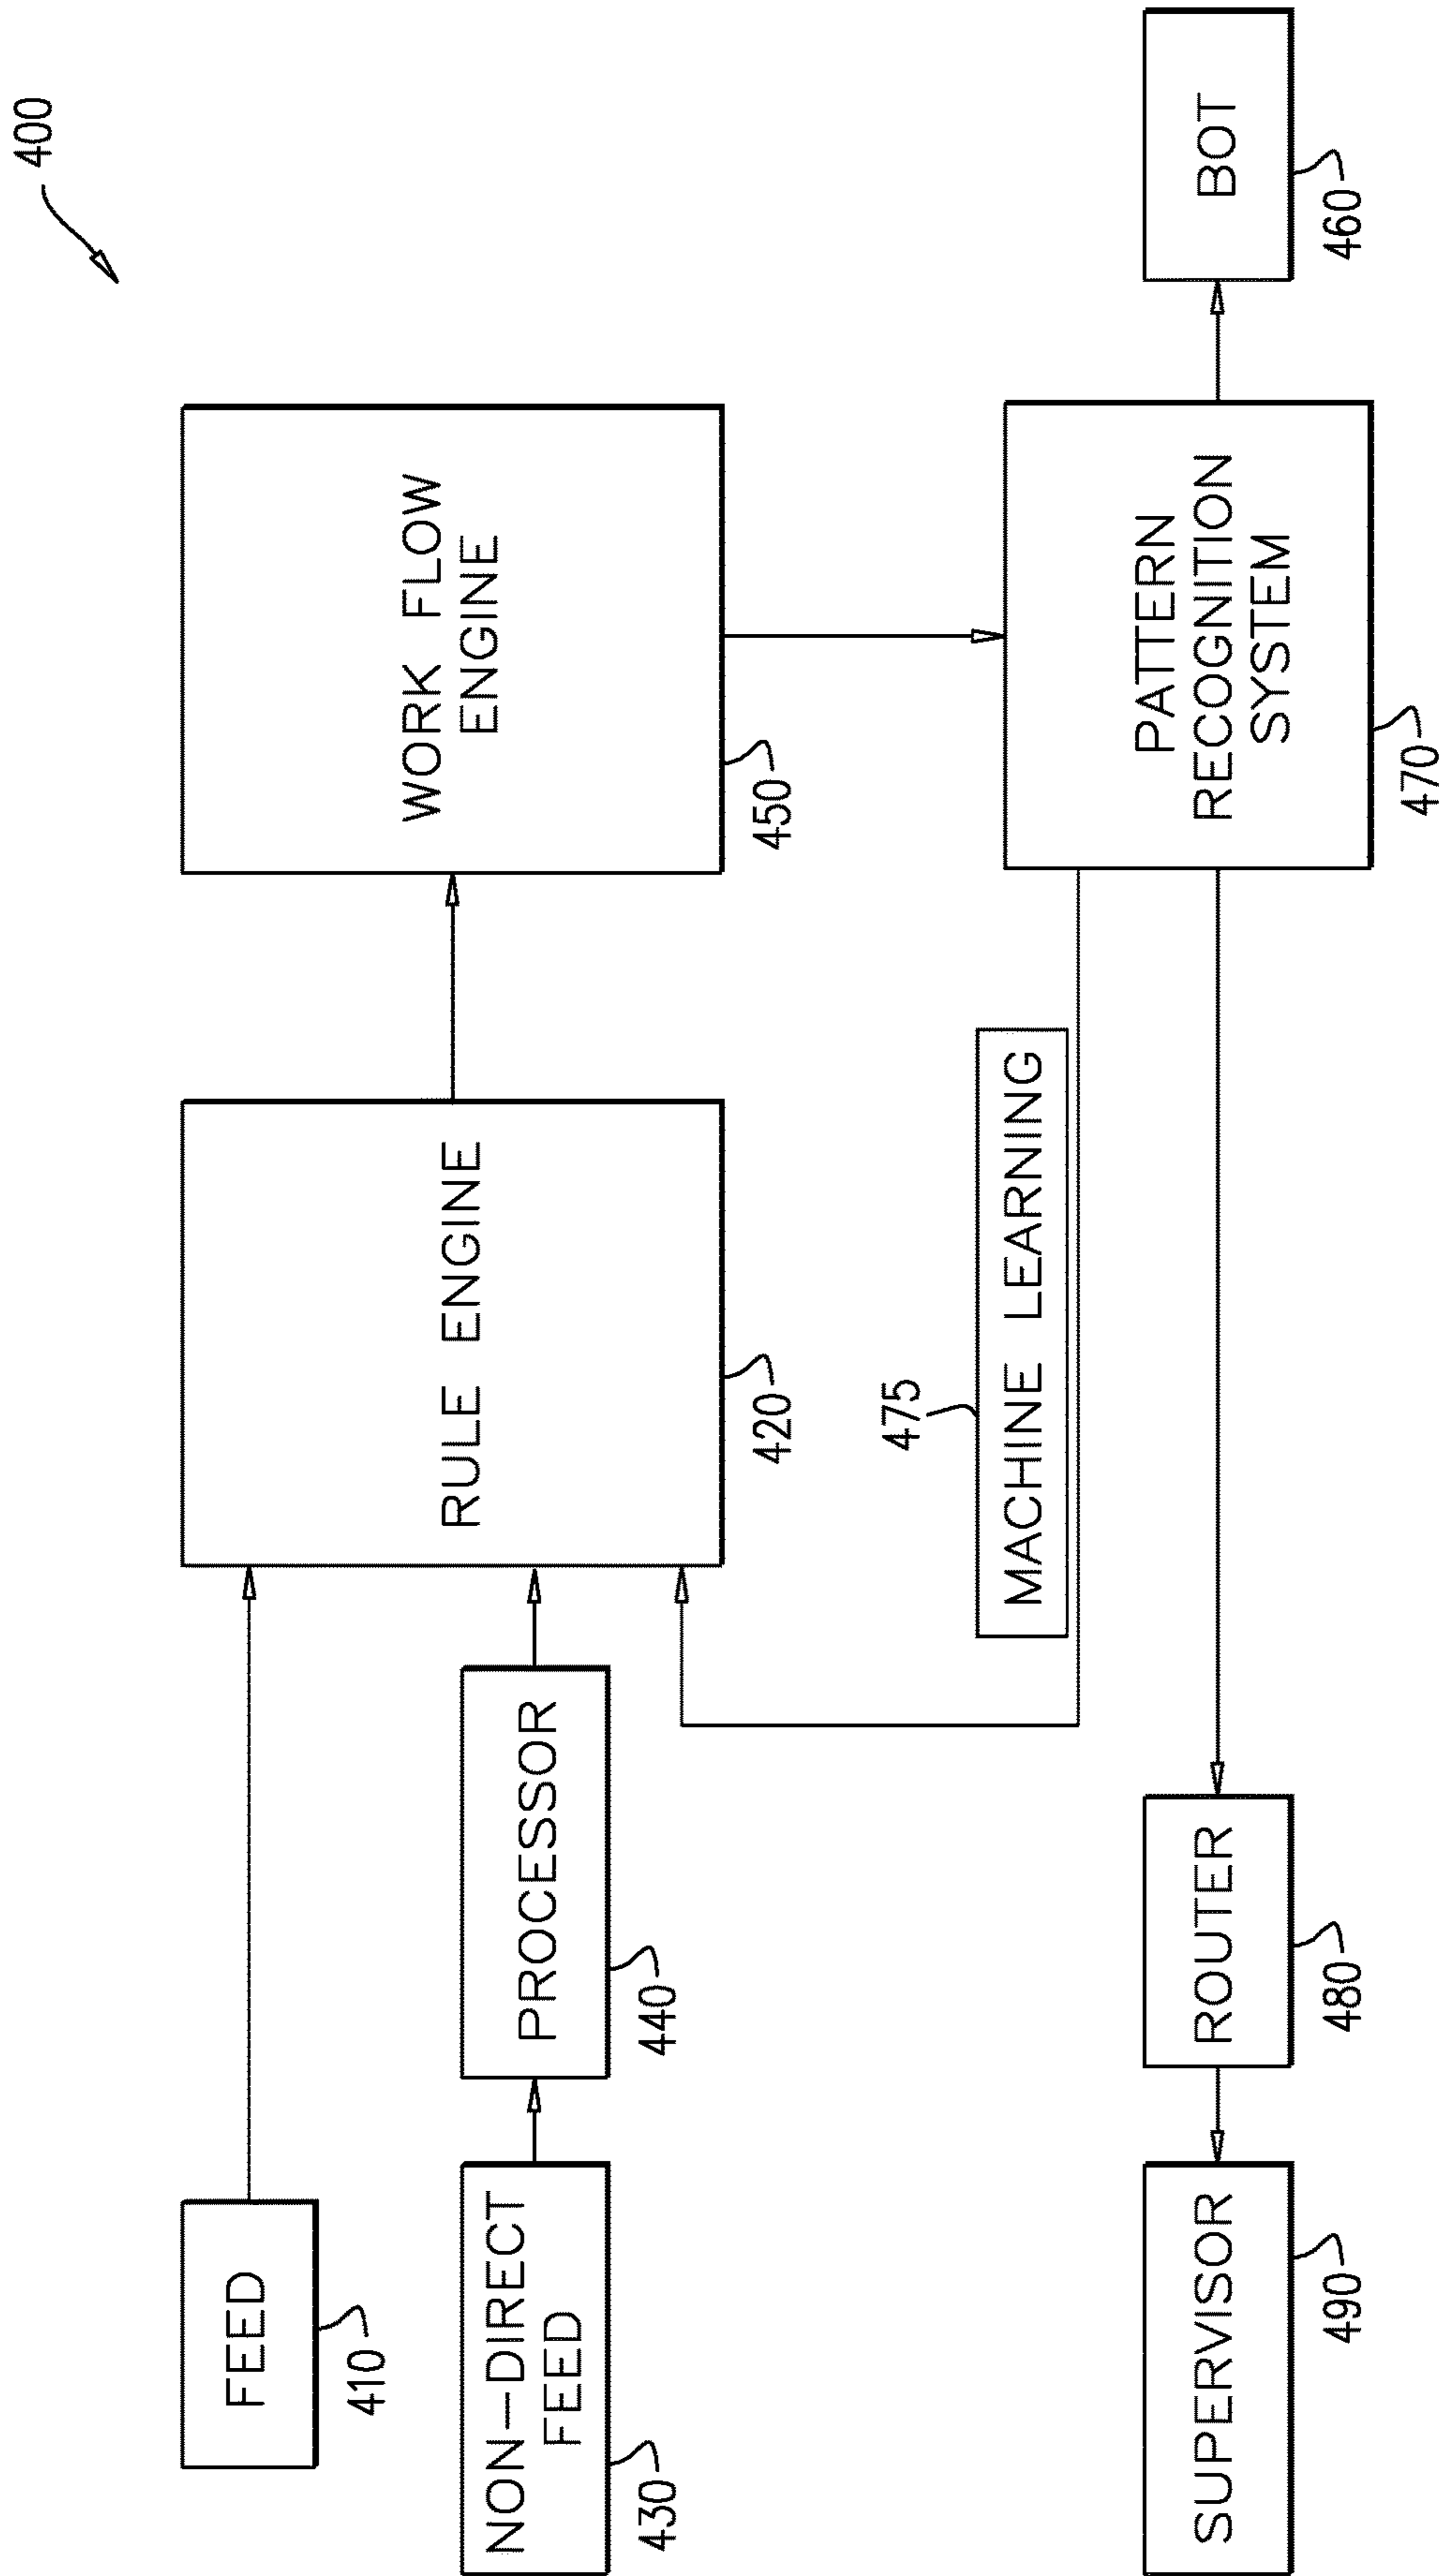 400
FEED
410
RULE ENGINE
420
WORK FLOW
ENGINE
450
NON-DIRECT
FEED
430
PROCESSOR
440
475
MACHINE LEARNING
SUPERVISOR
490
ROUTER
480
PATTERN
RECOGNITION
SYSTEM
470
BOT
460